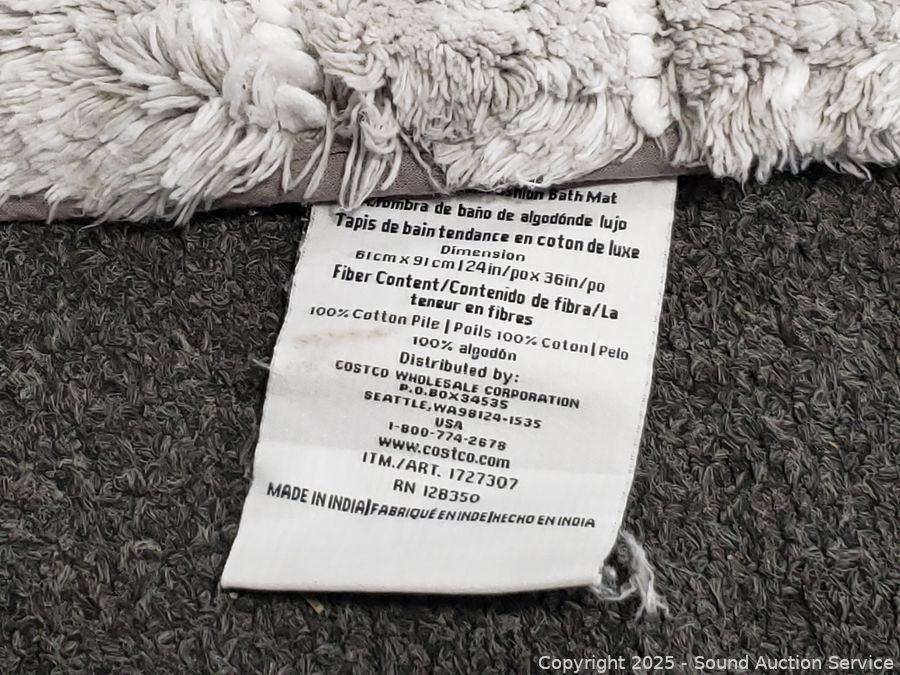 Bath Mat
de baño de algodónde lujo
Tapis de bain tendance en coton de luxe
Dimension
61cm x 91cm | 24in/po x 36in/po
Fiber Content/Contenido de fibra/La
teneur en fibres
100% Cotton Pile | Poils 100% Coton | Pelo
100% algodón
Distributed by:
COSTCO WHOLESALE CORPORATION
P.O.BOX34535
SEATTLE,WA98124-1535
USA
1-800-774-2678
www.costco.com
ITM./ART. 1727307
RN 128350
MADE IN INDIA|FABRIQUÉ EN INDE|HECHO EN INDIA
Copyright © 2025 - Sound Auction Service